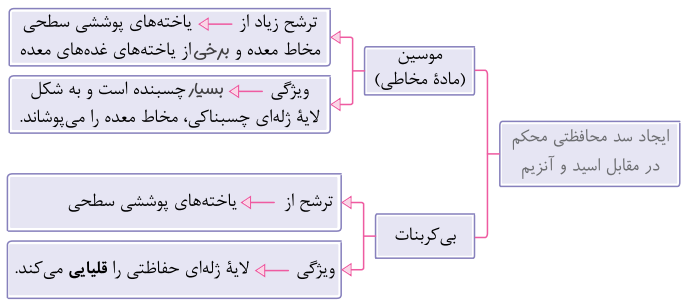 ایجاد سد محافظتی محکم
در مقابل اسید و آنزیم
موسین
(مادهٔ مخاطی)
ترشح زیاد از یاخته‌های پوششی سطحی
مخاط معده و برخی از یاخته‌های غده‌های معده
ویژگی بسیار چسبنده است و به شکل
لایهٔ ژله‌ای چسبناکی، مخاط معده را می‌پوشاند.
بی‌کربنات
ترشح از یاخته‌های پوششی سطحی
ویژگی لایهٔ ژله‌ای حفاظتی را قلیایی می‌کند.